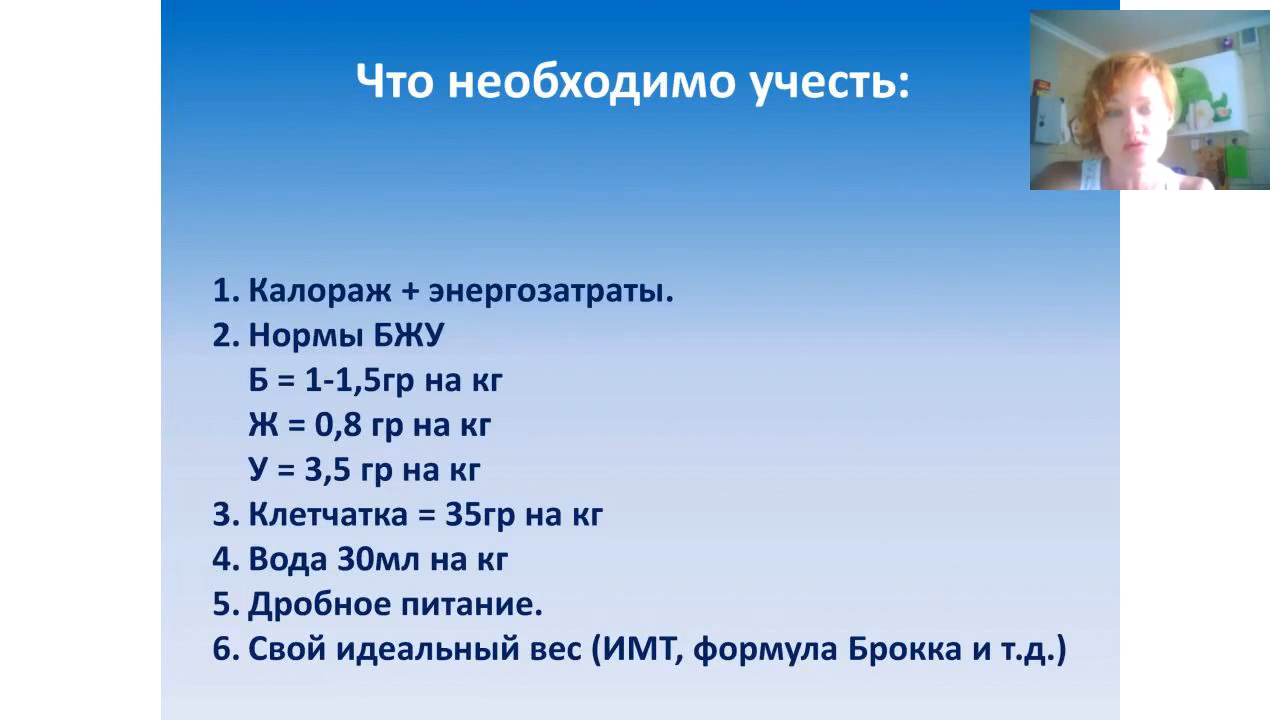 Что необходимо учесть:
1. Калораж + энергозатраты.
2. Нормы БЖУ
Б = 1-1,5гр на кг
Ж = 0,8 гр на кг
У = 3,5 гр на кг
3. Клетчатка = 35гр на кг
4. Вода 30мл на кг
5. Дробное питание.
6. Свой идеальный вес (ИМТ, формула Брокка и т.д.)